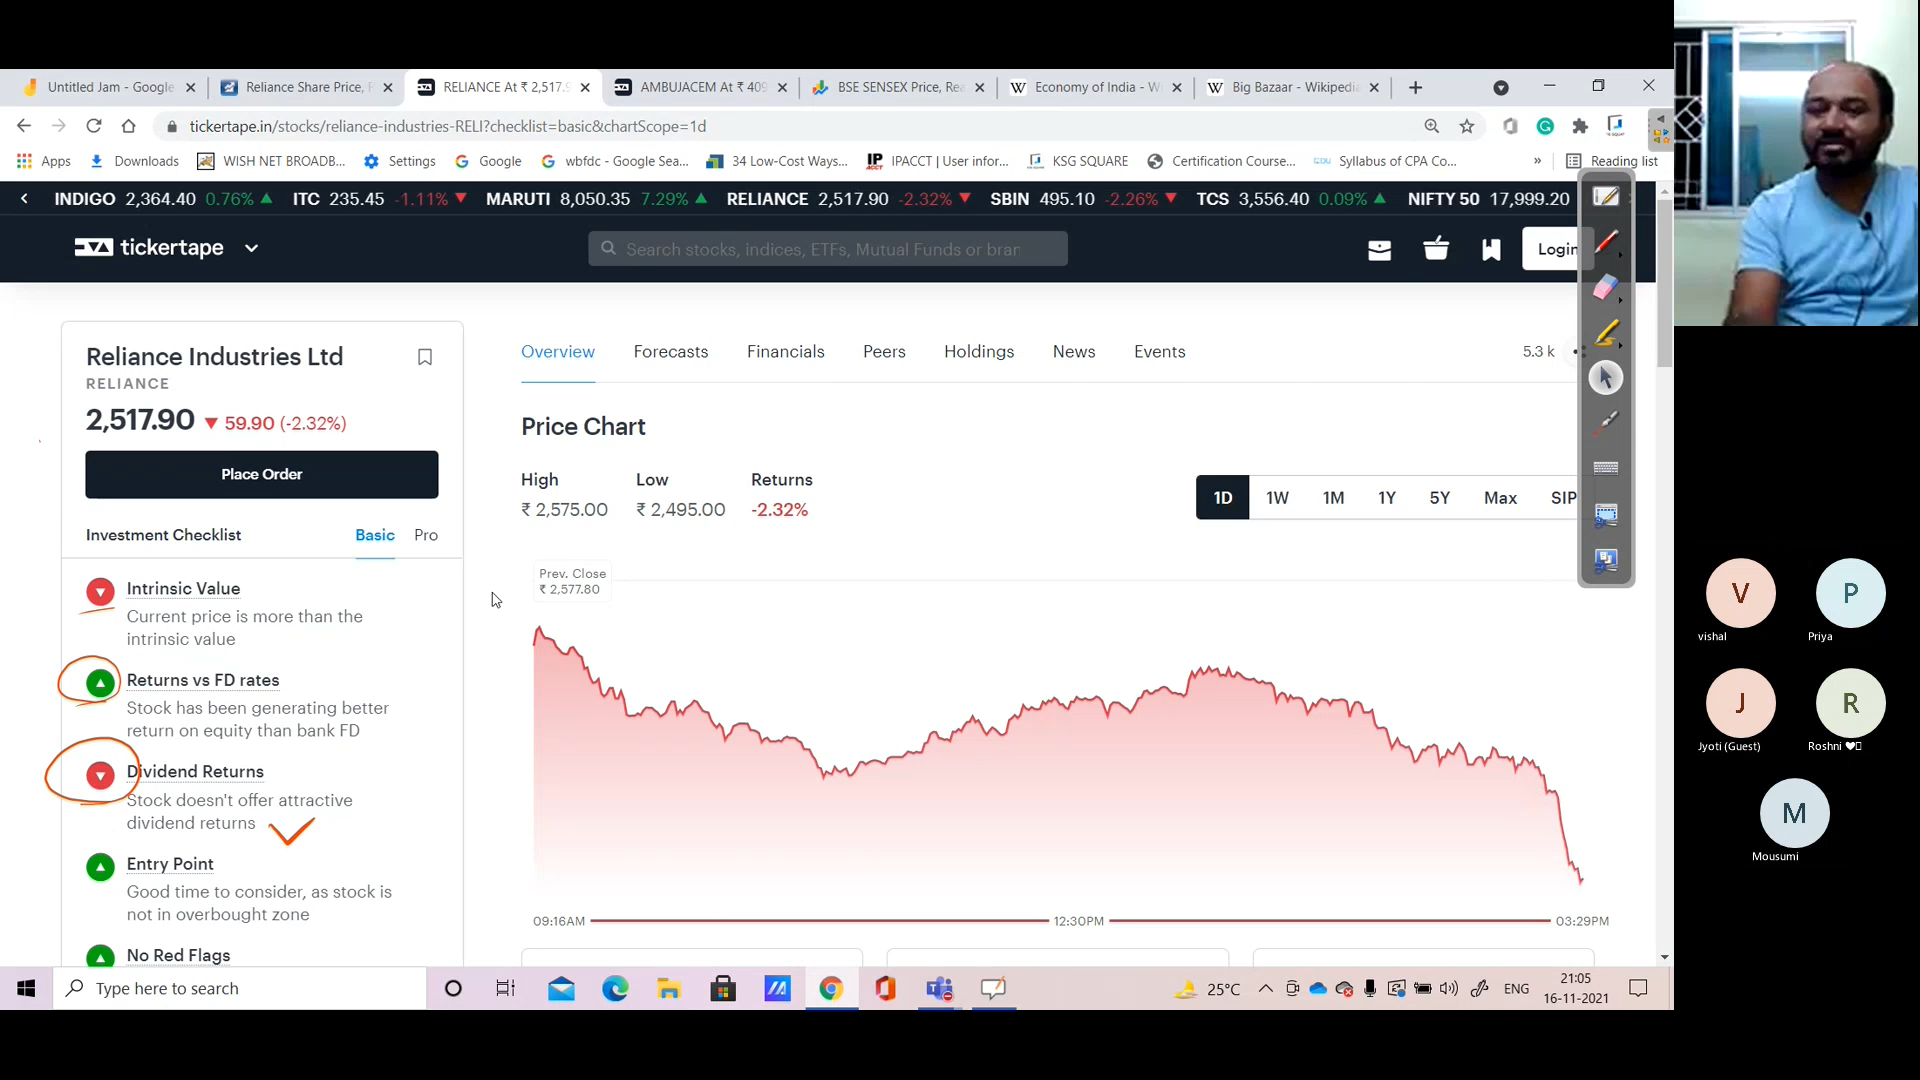 Untitled Jam - Google
Reliance Share Price, F
RELIANCE At ₹ 2,517.9
AMBUJACEM At ₹ 409
BSE SENSEX Price, Rea
Economy of India - W
Big Bazaar - Wikipedia
tickertape.in/stocks/reliance-industries-RELI?checklist=basic&chartScope=1d
Apps
Downloads
WISH NET BROADB...
Settings
Google
wbfdc - Google Sea...
34 Low-Cost Ways...
IPACCT | User infor...
KSG SQUARE
Certification Course...
Syllabus of CPA Co...
»
Reading list
INDIGO 2,364.40 0.76% ▲ ITC 235.45 -1.11% ▼ MARUTI 8,050.35 7.29% ▲ RELIANCE 2,517.90 -2.32% ▼ SBIN 495.10 -2.26% ▼ TCS 3,556.40 0.09% ▲ NIFTY 50 17,999.20
tickertape
Search stocks, indices, ETFs, Mutual Funds or bran
Login
Reliance Industries Ltd
RELIANCE
2,517.90 ▼ 59.90 (-2.32%)
Place Order
Investment Checklist Basic Pro
Intrinsic Value
Current price is more than the
intrinsic value
Returns vs FD rates
Stock has been generating better
return on equity than bank FD
Dividend Returns
Stock doesn't offer attractive
dividend returns
Entry Point
Good time to consider, as stock is
not in overbought zone
No Red Flags
Overview Forecasts Financials Peers Holdings News Events
5.3 k
Price Chart
High Low Returns
₹ 2,575.00 ₹ 2,495.00 -2.32%
1D 1W 1M 1Y 5Y Max SIP
Prev. Close
₹ 2,577.80
09:16AM 12:30PM 03:29PM
V P
vishal Priya
J R
Jyoti (Guest) Roshni ❤
M
Mousumi
Type here to search
25°C
ENG
21:05
16-11-2021